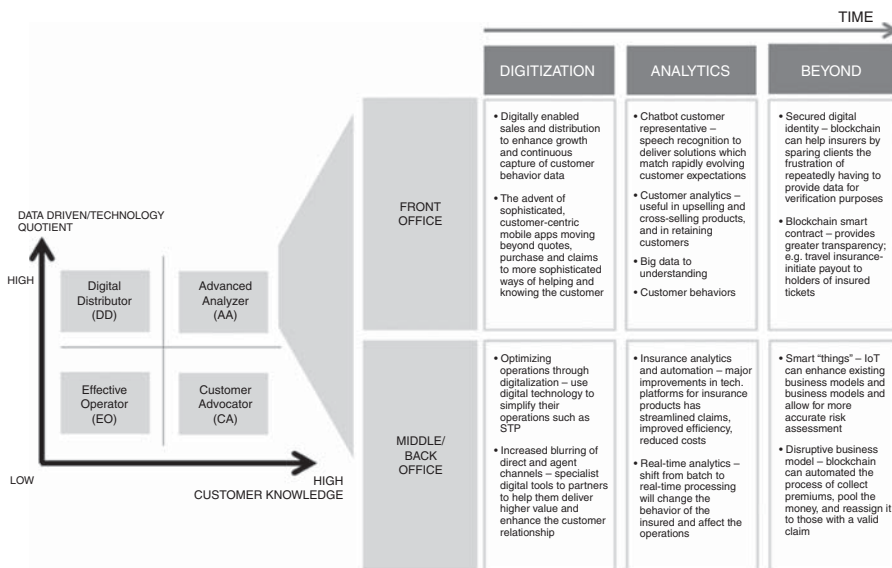 TIME
DIGITIZATION
ANALYTICS
BEYOND
DATA DRIVEN/TECHNOLOGY
QUOTIENT
HIGH
Digital
Distributor
(DD)
Advanced
Analyzer
(AA)
Effective
Operator
(EO)
Customer
Advocator
(CA)
LOW
HIGH
CUSTOMER KNOWLEDGE
FRONT
OFFICE
• Digitally enabled
sales and distribution
to enhance growth
and continuous
capture of customer
behavior data
• The advent of
sophisticated,
customer-centric
mobile apps moving
beyond quotes,
purchase and claims
to more sophisticated
ways of helping and
knowing the customer
• Chatbot customer
representative –
speech recognition to
deliver solutions which
match rapidly evolving
customer expectations
• Customer analytics –
useful in upselling and
cross-selling products,
and in retaining
customers
• Big data to
understanding
• Customer behaviors
• Secured digital
identity – blockchain
can help insurers by
sparing clients the
frustration of
repeatedly having to
provide data for
verification purposes
• Blockchain smart
contract – provides
greater transparency;
e.g. travel insurance-
initiate payout to
holders of insured
tickets
MIDDLE/
BACK
OFFICE
• Optimizing
operations through
digitalization – use
digital technology to
simplify their
operations such as
STP
• Increased blurring of
direct and agent
channels – specialist
digital tools to partners
to help them deliver
higher value and
enhance the customer
relationship
• Insurance analytics
and automation – major
improvements in tech.
platforms for insurance
products has
streamlined claims,
improved efficiency,
reduced costs
• Real-time analytics –
shift from batch to
real-time processing
will change the
behavior of the
insured and affect the
operations
• Smart “things” – IoT
can enhance existing
business models and
business models and
allow for more
accurate risk
assessment
• Disruptive business
model – blockchain
can automated the
process of collect
premiums, pool the
money, and reassign it
to those with a valid
claim